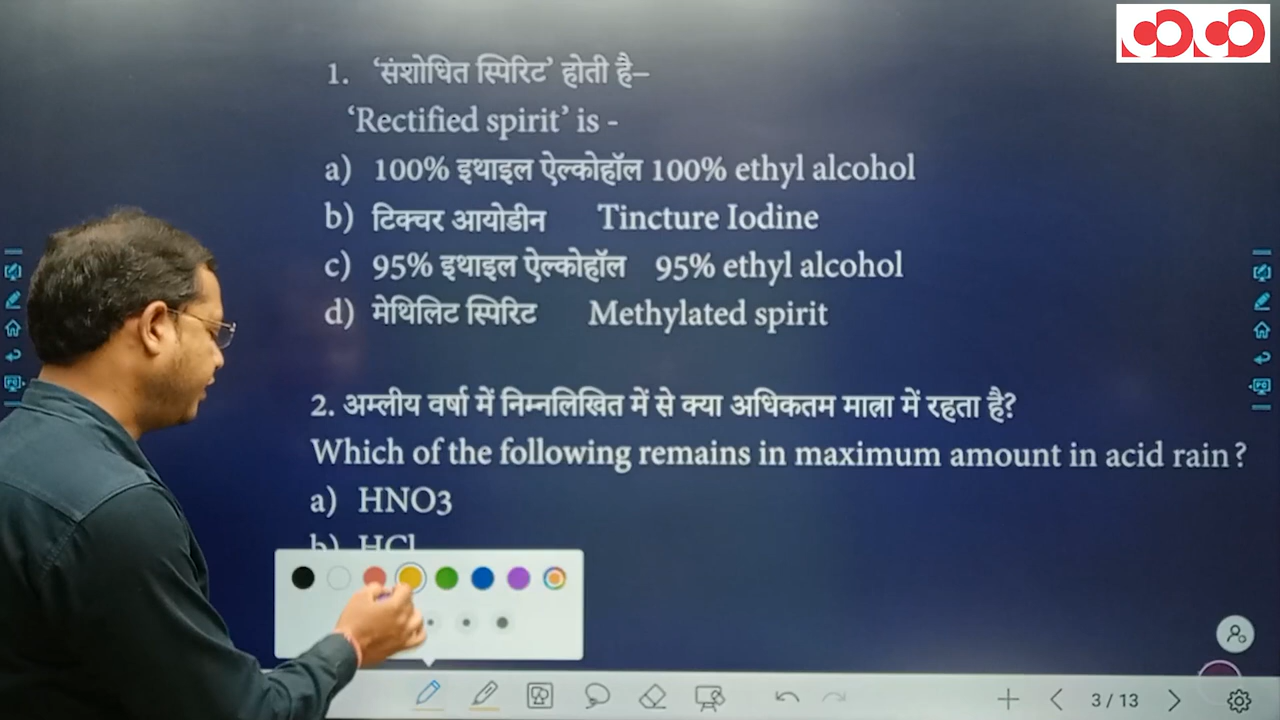 1. 'संशोधित स्पिरिट' होती है–
'Rectified spirit' is -
a) 100% इथाइल ऐल्कोहॉल 100% ethyl alcohol
b) टिक्चर आयोडीन Tincture Iodine
c) 95% इथाइल ऐल्कोहॉल 95% ethyl alcohol
d) मेथिलिट स्पिरिट Methylated spirit
2. अम्लीय वर्षा में निम्नलिखित में से क्या अधिकतम मात्रा में रहता है?
Which of the following remains in maximum amount in acid rain?
a) HNO3
b) HCl
3/13